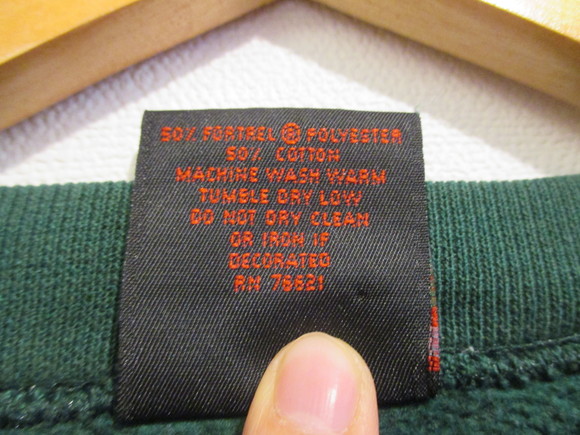 50% FORTREL ® POLYESTER
50% COTTON
MACHINE WASH WARM
TUMBLE DRY LOW
DO NOT DRY CLEAN
OR IRON IF
DECORATED
RN 76621